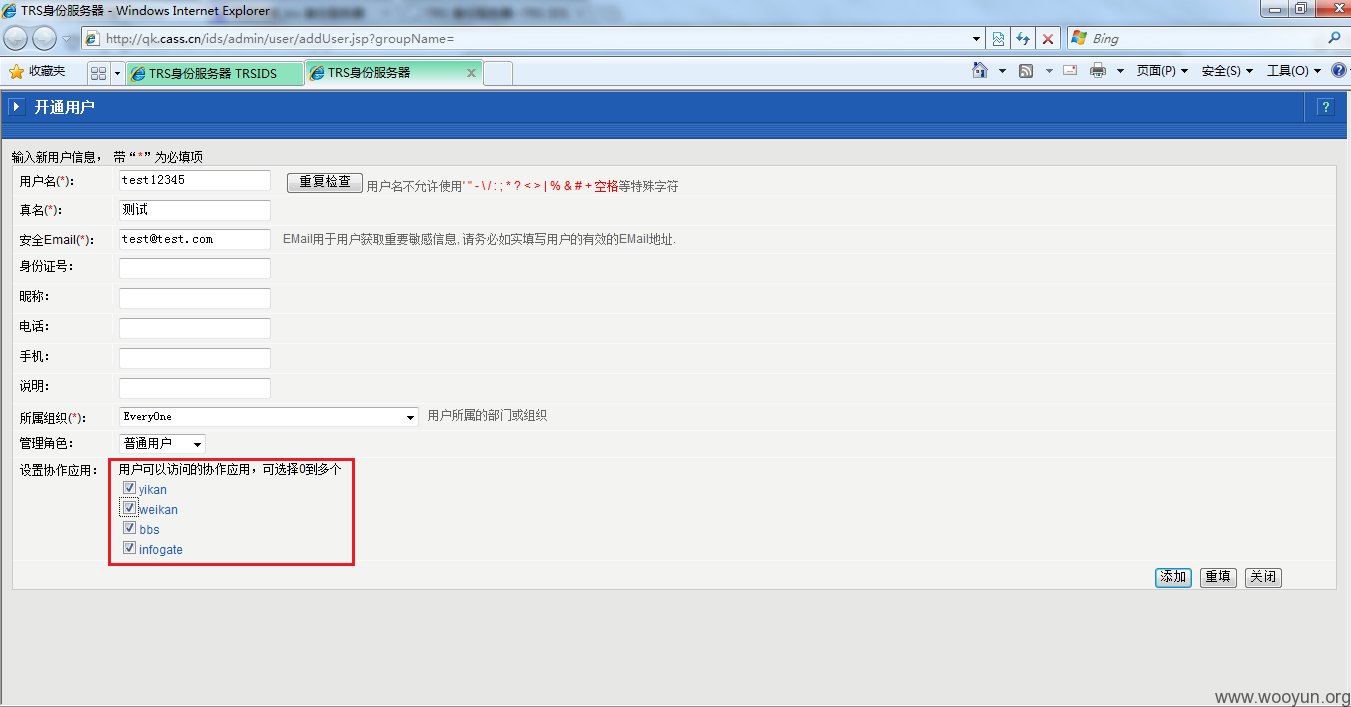 TRS身份服务器 - Windows Internet Explorer
http://qk.cass.cn/ids/admin/user/addUser.jsp?groupName=
Bing
收藏夹
TRS身份服务器 TRSIDS
TRS身份服务器
页面(P)
安全(S)
工具(O)
开通用户
?
输入新用户信息， 带“*”为必填项
用户名(*)： test12345 重复检查 用户名不允许使用' " - \ / : ; * ? < > | % & # + 空格等特殊字符
真名(*)： 测试
安全Email(*)： test@test.com EMail用于用户获取重要敏感信息, 请务必如实填写用户的有效的EMail地址.
身份证号：
昵称：
电话：
手机：
说明：
所属组织(*)： EveryOne 用户所属的部门或组织
管理角色： 普通用户
设置协作应用： 用户可以访问的协作应用，可选择0到多个
yikan
weikan
bbs
infogate
添加 重填 关闭
www.wooyun.org